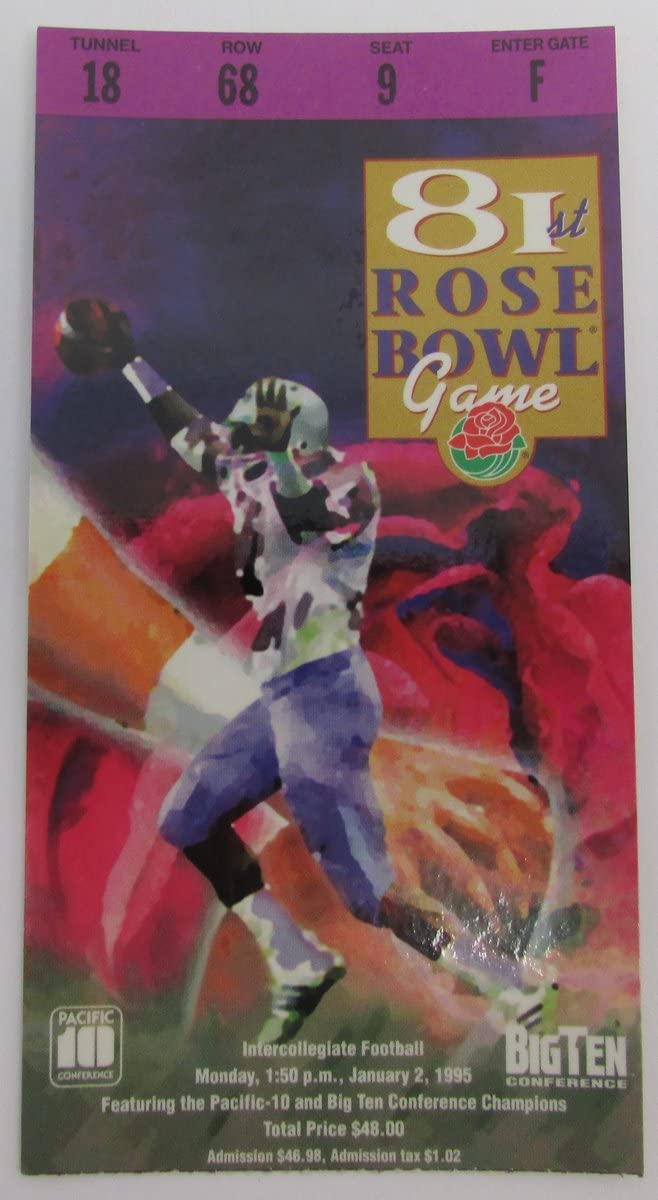 TUNNEL ROW SEAT ENTER GATE
18 68 9 F
81st
ROSE
BOWL®
Game
®
PACIFIC
10
CONFERENCE
BIG TEN
CONFERENCE
Intercollegiate Football
Monday, 1:50 p.m., January 2, 1995
Featuring the Pacific-10 and Big Ten Conference Champions
Total Price $48.00
Admission $46.98, Admission tax $1.02